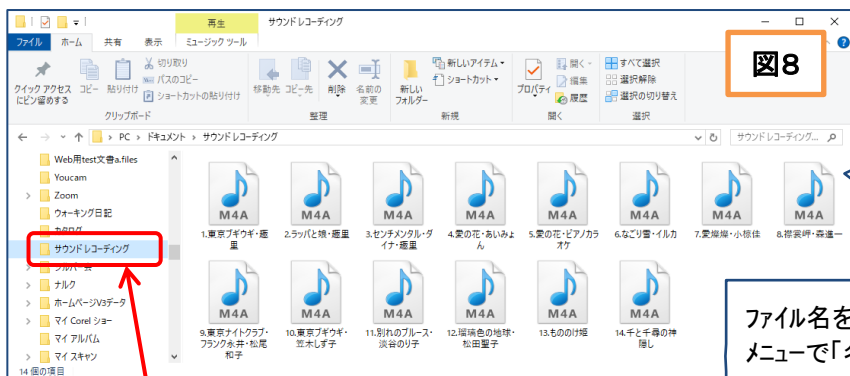 再生
サウンド レコーディング
ファイル
ホーム
共有
表示
ミュージック ツール
クイック アクセス
にピン留めする
コピー
貼り付け
切り取り
パスのコピー
ショートカットの貼り付け
クリップボード
移動先
コピー先
削除
名前の
変更
整理
新しい
フォルダー
新しいアイテム
ショートカット
新規
プロパティ
開く
編集
履歴
開く
すべて選択
選択解除
選択の切り替え
選択
図8
PC > ドキュメント > サウンド レコーディング
サウンド レコーディング...
Web用test文書a.files
Youcam
Zoom
ウォーキング日記
カタログ
サウンド レコーディング
ナルク
ホームページV3データ
マイ Corel ショー
マイ アルバム
マイ スキャン
14 個の項目
M4A
M4A
M4A
M4A
M4A
M4A
M4A
M4A
1.東京ブギウギ・趣
里
2.ラッパと娘・趣里
3.センチメンタル・ダ
イナ・趣里
4.愛の花・あいみょ
ん
5.愛の花・ピアノカラ
オケ
6.なごり雪・イルカ
7.愛燦燦・小椋佳
8.襟裳岬・森進一
M4A
M4A
M4A
M4A
M4A
M4A
9.東京ナイトクラブ・
フランク永井・松尾
和子
10.東京ブギウギ・
笠木しず子
11.別れのブルース・
淡谷のり子
12.瑠璃色の地球・
松田聖子
13.もののけ姫
14.千と千尋の神
隠し
ファイル名を
メニューで「